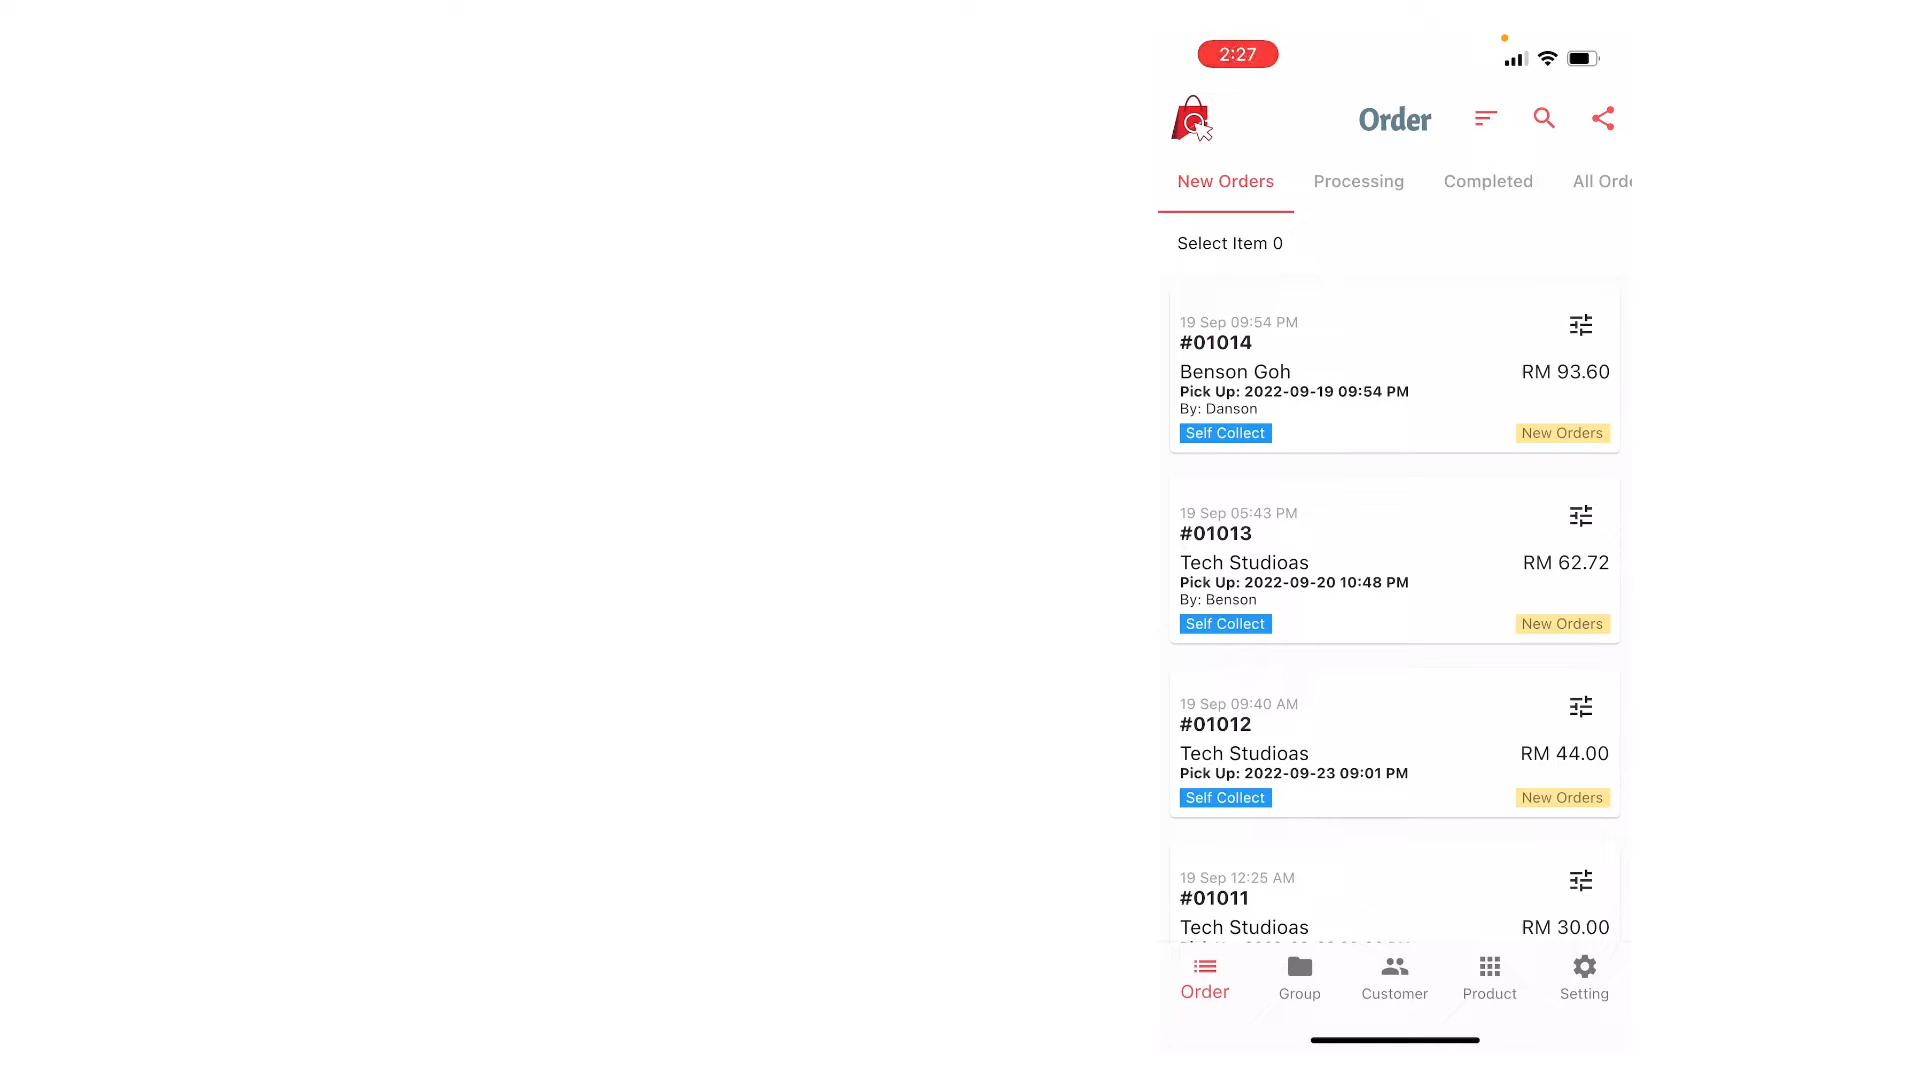 2:27
Order
New Orders Processing Completed All Orde
Select Item 0
19 Sep 09:54 PM
#01014
Benson Goh RM 93.60
Pick Up: 2022-09-19 09:54 PM
By: Danson
Self Collect New Orders
19 Sep 05:43 PM
#01013
Tech Studioas RM 62.72
Pick Up: 2022-09-20 10:48 PM
By: Benson
Self Collect New Orders
19 Sep 09:40 AM
#01012
Tech Studioas RM 44.00
Pick Up: 2022-09-23 09:01 PM
Self Collect New Orders
19 Sep 12:25 AM
#01011
Tech Studioas RM 30.00
Order Group Customer Product Setting